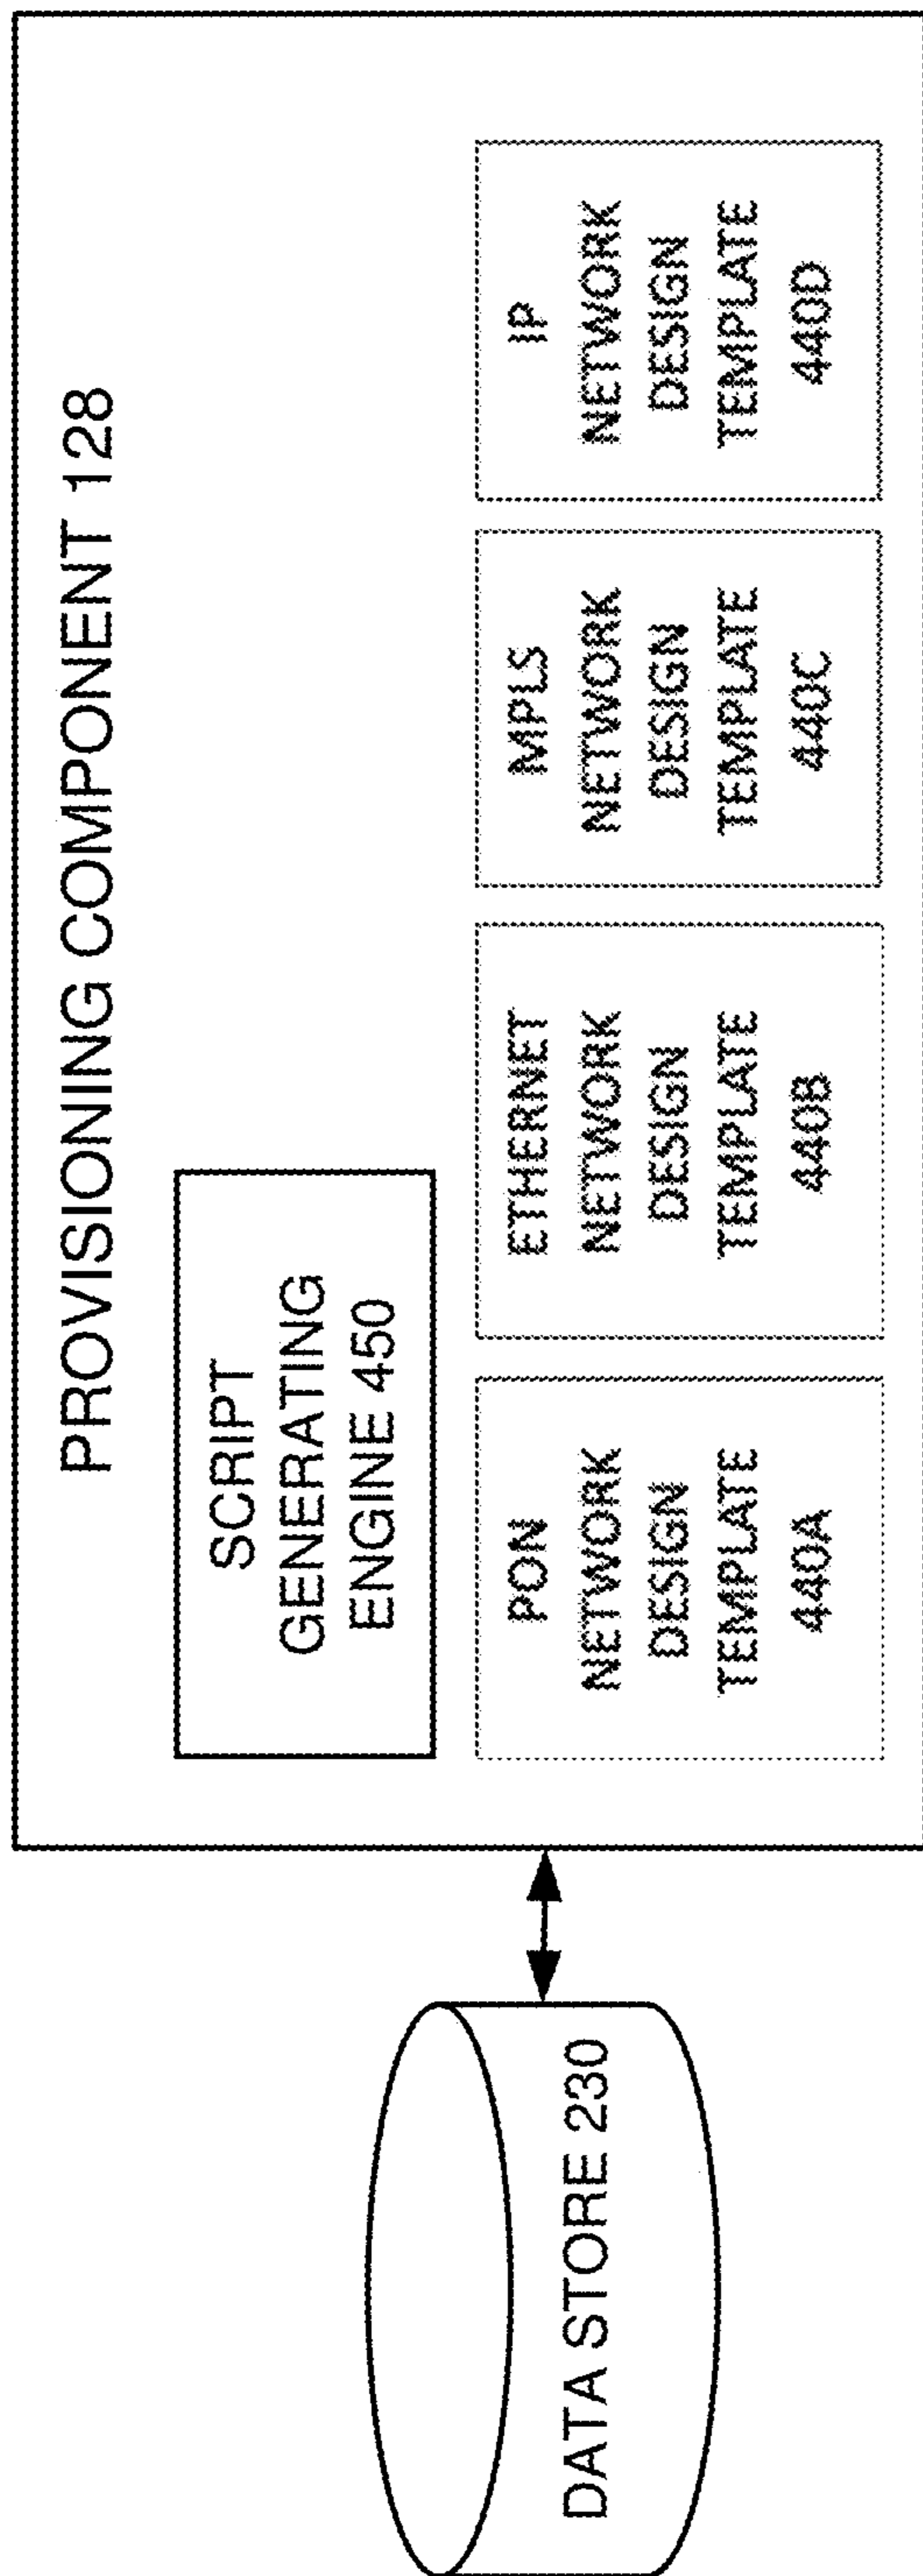 PROVISIONING COMPONENT 128
SCRIPT
GENERATING
ENGINE 450
PON
NETWORK
DESIGN
TEMPLATE
440A
ETHERNET
NETWORK
DESIGN
TEMPLATE
440B
MPLS
NETWORK
DESIGN
TEMPLATE
440C
IP
NETWORK
DESIGN
TEMPLATE
440D
DATA STORE 230